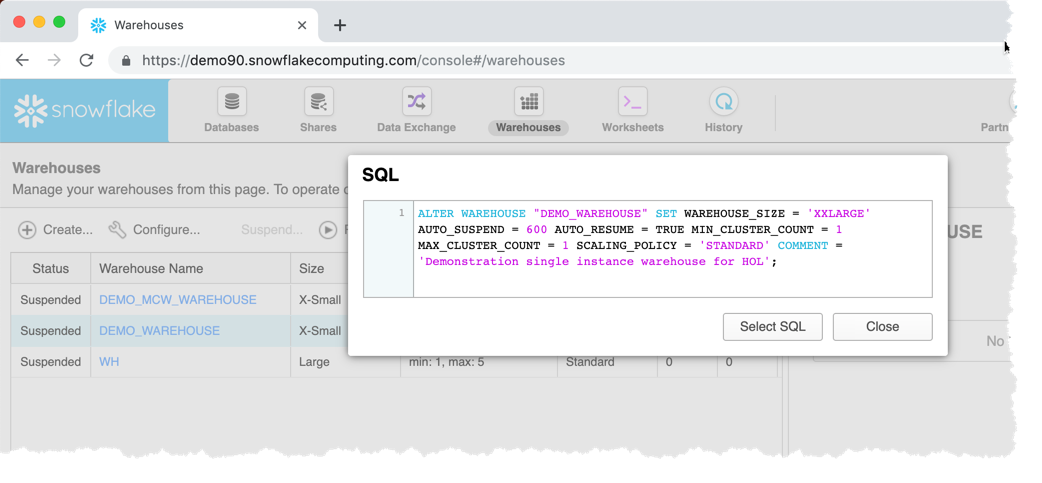 Warehouses
https://demo90.snowflakecomputing.com/console#/warehouses
snowflake
Databases
Shares
Data Exchange
Warehouses
Worksheets
History
Partn
Warehouses
Manage your warehouses from this page. To operate
SQL
1 ALTER WAREHOUSE "DEMO_WAREHOUSE" SET WAREHOUSE_SIZE = 'XXLARGE'
AUTO_SUSPEND = 600 AUTO_RESUME = TRUE MIN_CLUSTER_COUNT = 1
MAX_CLUSTER_COUNT = 1 SCALING_POLICY = 'STANDARD' COMMENT =
'Demonstration single instance warehouse for HOL';
Select SQL
Close
Create... Configure... Suspend...
USE
Status Warehouse Name Size
Suspended DEMO_MCW_WAREHOUSE X-Small
Suspended DEMO_WAREHOUSE X-Small
Suspended WH Large min: 1, max: 5 Standard 0 0
No